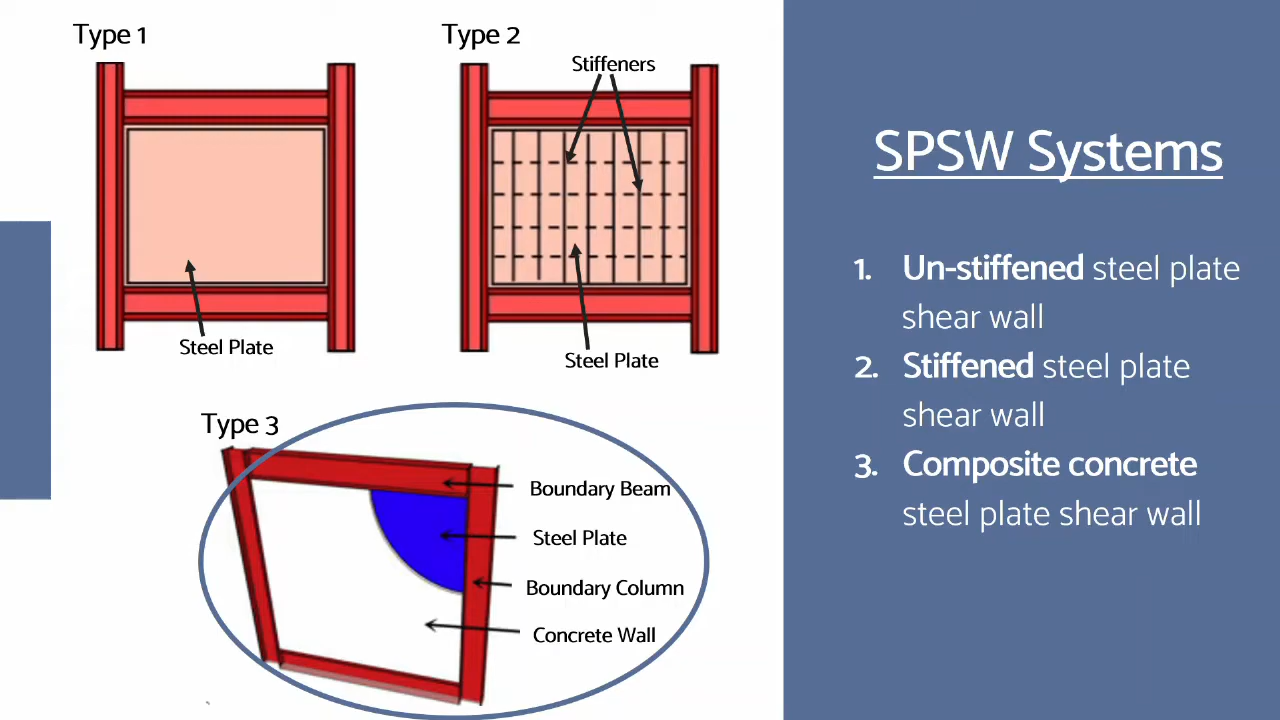 Type 1
Type 2
Stiffeners
Steel Plate
Steel Plate
Type 3
Boundary Beam
Steel Plate
Boundary Column
Concrete Wall
SPSW Systems
1. Un-stiffened steel plate
shear wall
2. Stiffened steel plate
shear wall
3. Composite concrete
steel plate shear wall